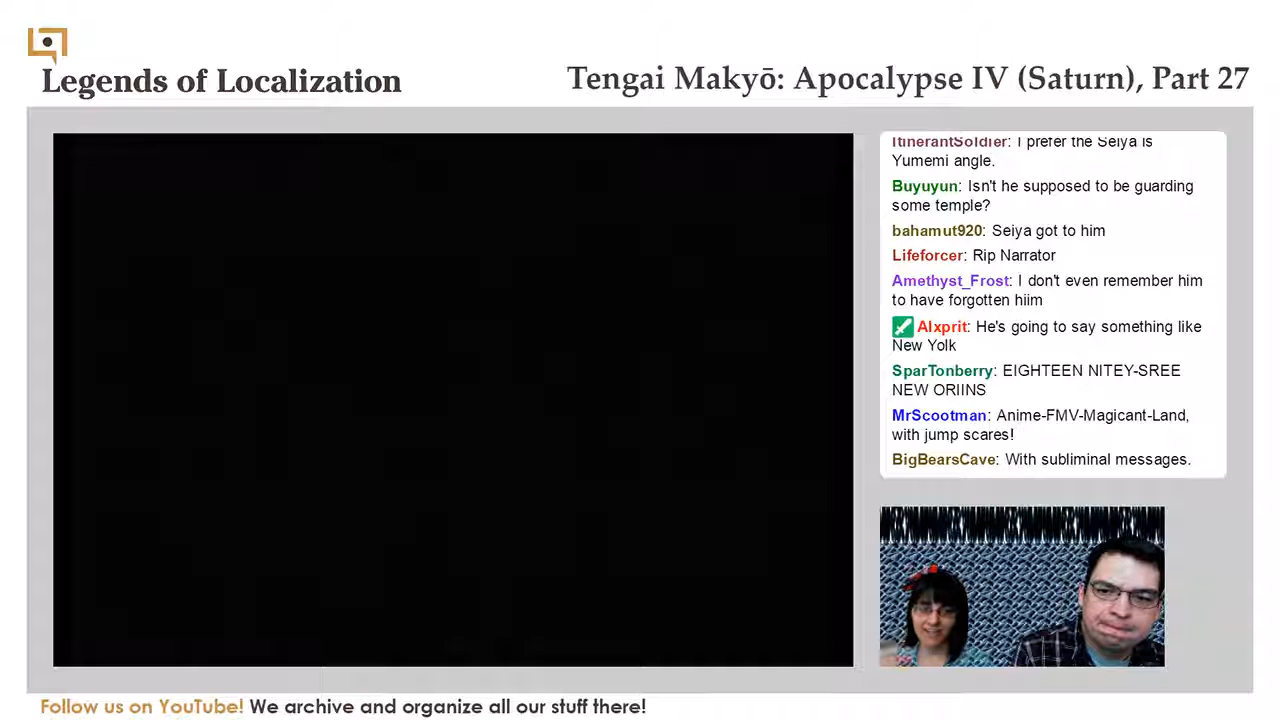 Legends of Localization
Tengai Makyō: Apocalypse IV (Saturn), Part 27
ItinerantSoldier: I prefer the Seiya is
Yumemi angle.
Buyuyun: Isn't he supposed to be guarding
some temple?
bahamut920: Seiya got to him
Lifeforcer: Rip Narrator
Amethyst_Frost: I don't even remember him
to have forgotten hiim
Alxprit: He's going to say something like
New Yolk
SparTonberry: EIGHTEEN NITEY-SREE
NEW ORIINS
MrScootman: Anime-FMV-Magicant-Land,
with jump scares!
BigBearsCave: With subliminal messages.
Follow us on YouTube! We archive and organize all our stuff there!